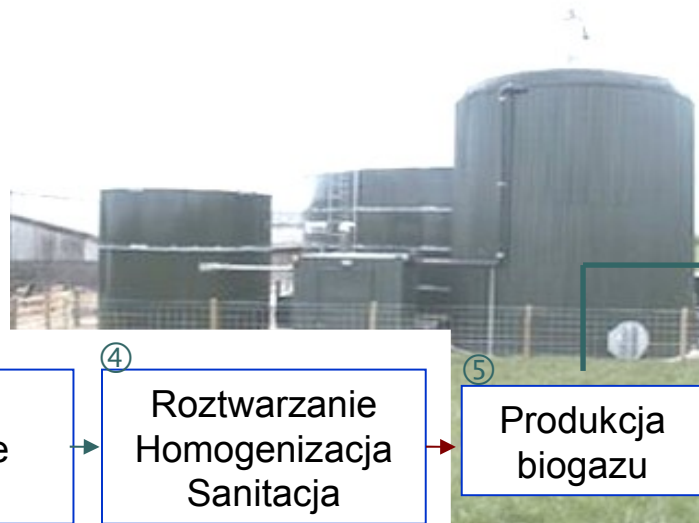 ④
⑤
Roztwarzanie
Homogenizacja
Sanitacja
Produkcja
biogazu